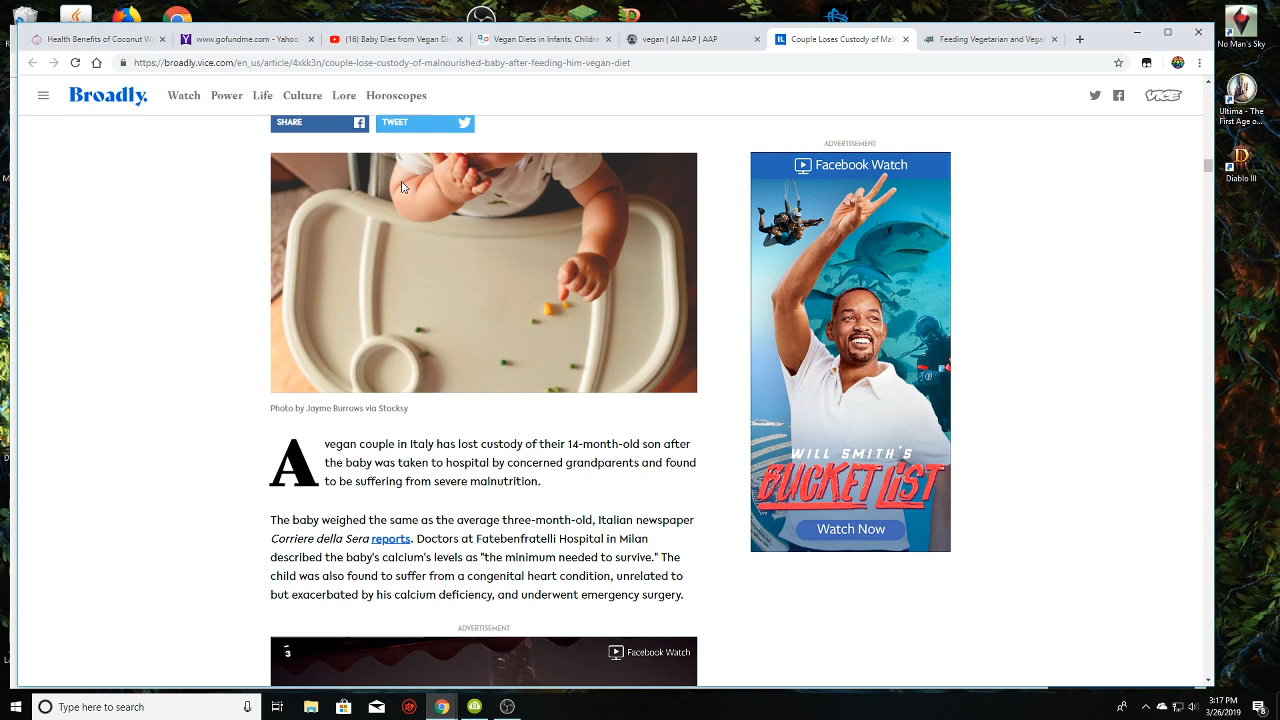 Health Benefits of Coconut W
www.gofundme.com - Yahoo
(16) Baby Dies from Vegan Die
Vegan Diets in Infants, Childre
vegan | All AAP | AAP
Couple Loses Custody of Mal
Feeding Vegetarian and Vegan
https://broadly.vice.com/en_us/article/4xkk3n/couple-lose-custody-of-malnourished-baby-after-feeding-him-vegan-diet
Broadly. Watch Power Life Culture Lore Horoscopes
VICE
SHARE
TWEET
ADVERTISEMENT
Facebook Watch
WILL SMITH'S
BUCKET LIST
Watch Now
Photo by Jayme Burrows via Stocksy
A vegan couple in Italy has lost custody of their 14-month-old son after
the baby was taken to hospital by concerned grandparents and found
to be suffering from severe malnutrition.
The baby weighed the same as the average three-month-old, Italian newspaper
Corriere della Sera reports. Doctors at Fatebenfratelli Hospital in Milan
described the baby's calcium's levels as "the minimum needed to survive." The
child was also found to suffer from a congenital heart condition, unrelated to
but exacerbated by his calcium deficiency, and underwent emergency surgery.
ADVERTISEMENT
3
Facebook Watch
No Man's Sky
Ultima - The
First Age o...
Diablo III
Type here to search
3:17 PM
3/26/2019
8